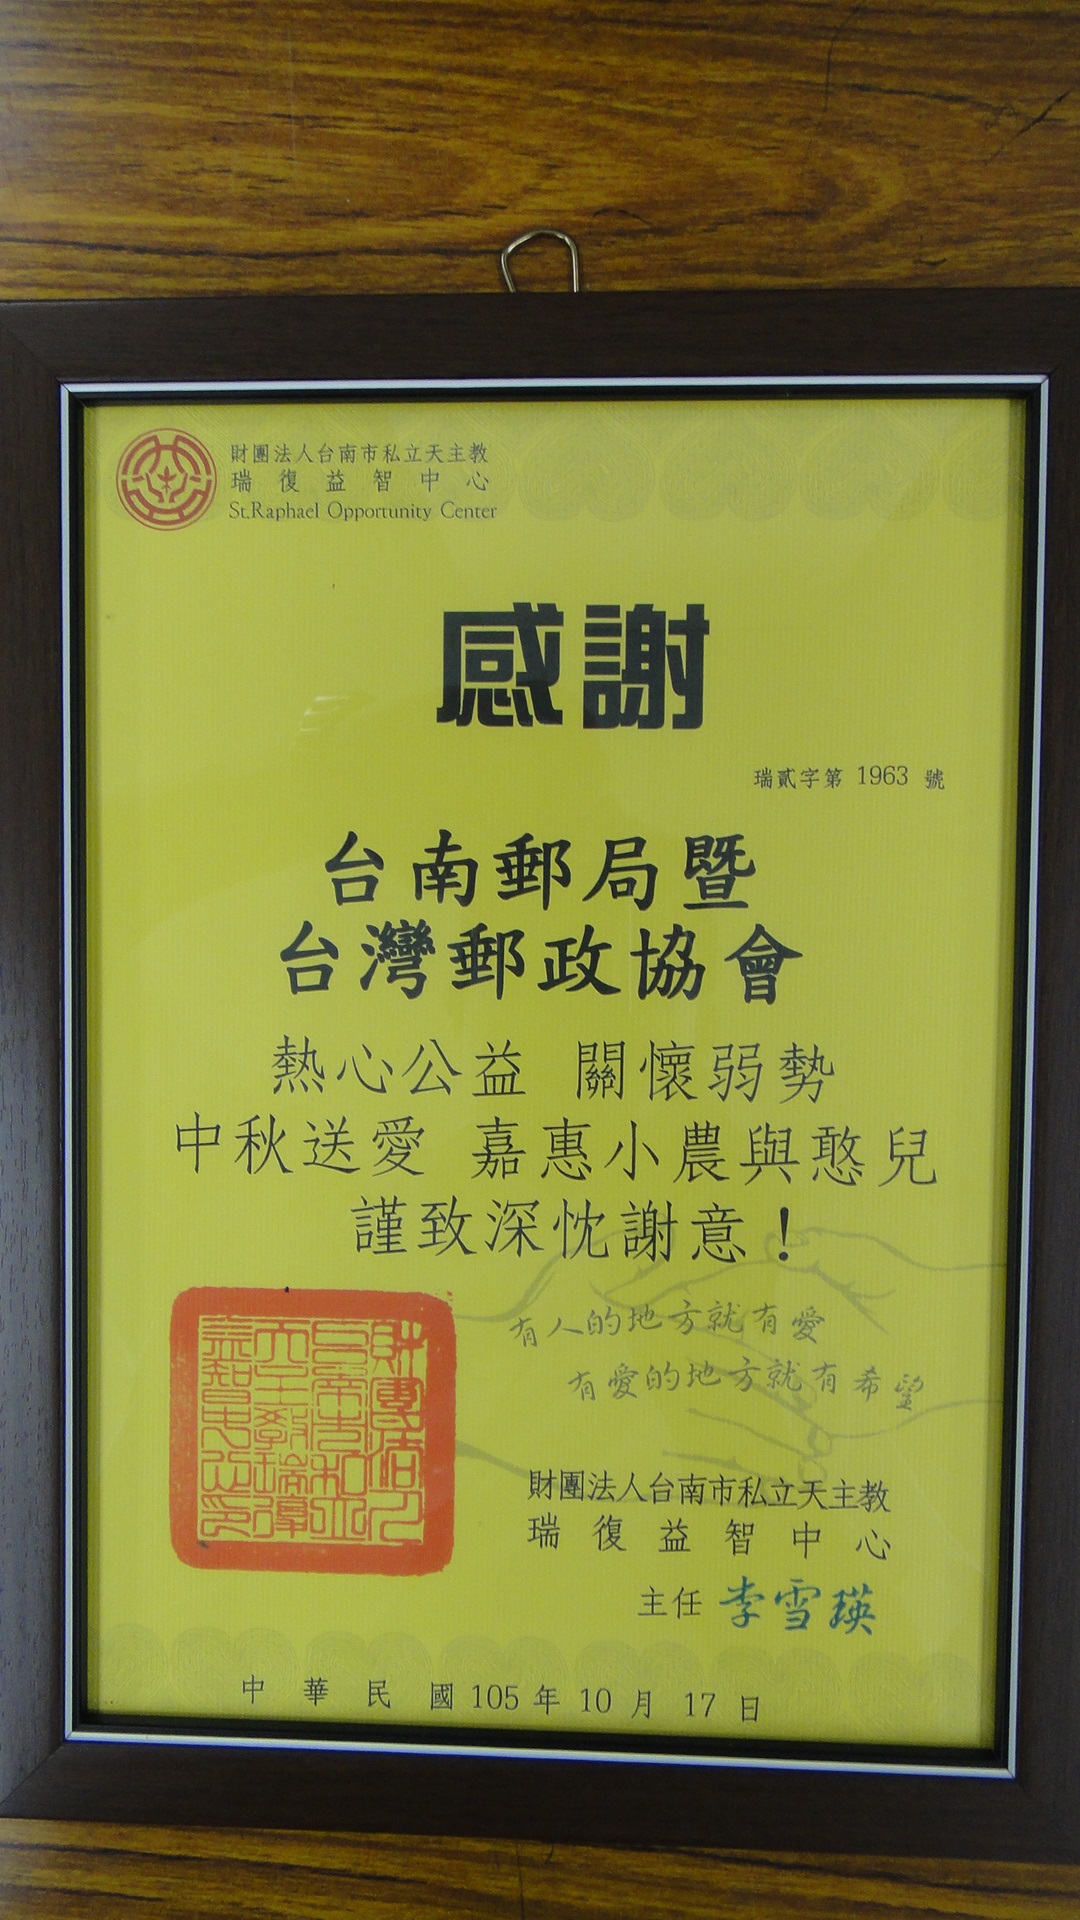 財團法人台南市私立天主教
瑞復益智中心
St.Raphael Opportunity Center
感謝
瑞貳字第 1963 號
台南郵局暨
台灣郵政協會
熱心公益 關懷弱勢
中秋送愛 嘉惠小農與憨兒
謹致深忱謝意！
有人的地方就有愛
有愛的地方就有希望
財團法人台南市私立天主教
瑞復益智中心
主任 李雪瑛
中華民國 105 年 10 月 17 日